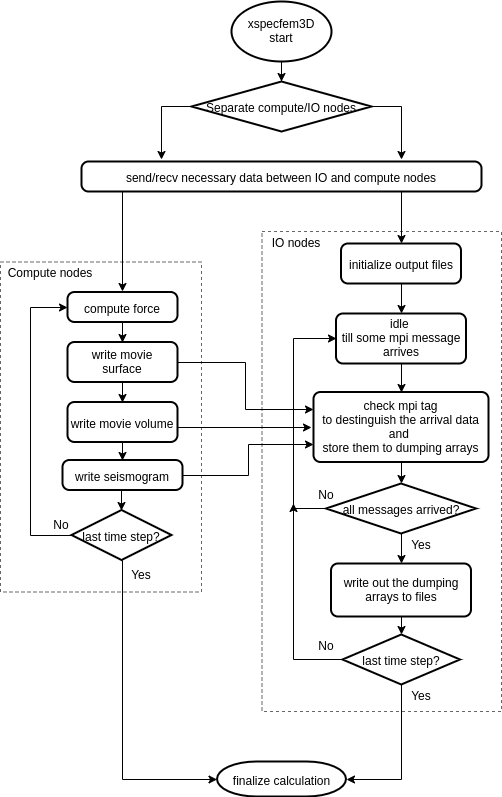 xspecfem3D
start
Separate compute/IO nodes
send/recv necessary data between IO and compute nodes
Compute nodes
compute force
write movie
surface
write movie volume
write seismogram
last time step?
No
Yes
IO nodes
initialize output files
idle
till some mpi message
arrives
check mpi tag
to destinguish the arrival data
and
store them to dumping arrays
all messages arrived?
No
Yes
write out the dumping
arrays to files
last time step?
No
Yes
finalize calculation